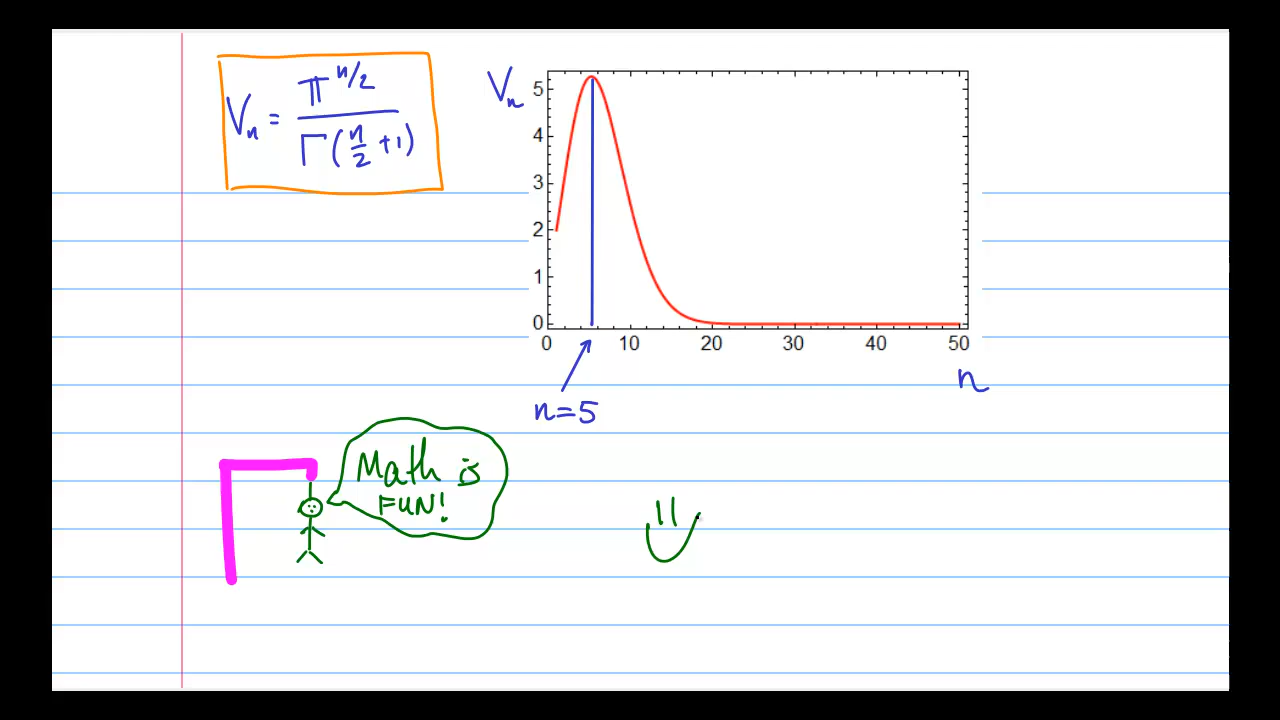 Vₙ = π^(n/2) / Γ(n/2 + 1)
Vₙ
5
4
3
2
1
0
0 10 20 30 40 50
n
n=5
Math is
FUN!